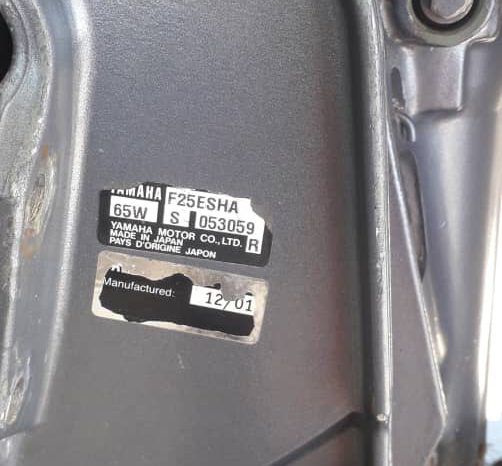 YAMAHA F25ESHA
65W S 053059
YAMAHA MOTOR CO., LTD.
MADE IN JAPAN R
PAYS D'ORIGINE JAPON
Manufactured: 12/01